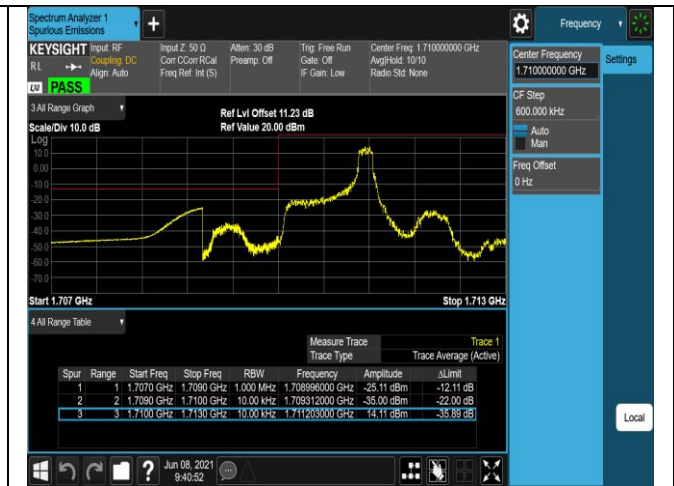 Spectrum Analyzer 1
Spurious Emissions
Frequency
KEYSIGHT
RL
Input: RF
Coupling: DC
Align: Auto
Input Z: 50 Ω
Corr CCorr RCal
Freq Ref: Int (S)
Atten: 30 dB
Preamp: Off
Trig: Free Run
Gate: Off
IF Gain: Low
Center Freq: 1.710000000 GHz
Avg|Hold: 10/10
Radio Std: None
LXI PASS
Center Frequency
1.710000000 GHz
Settings
CF Step
600.000 kHz
Auto
Man
Freq Offset
0 Hz
3 All Range Graph
Scale/Div 10.0 dB
Ref Lvl Offset 11.23 dB
Ref Value 20.00 dBm
Log
10.0
0.00
-10.0
-20.0
-30.0
-40.0
-50.0
-60.0
-70.0
Start 1.707 GHz Stop 1.713 GHz
4 All Range Table
Measure Trace Trace 1
Trace Type Trace Average (Active)
Spur Range Start Freq Stop Freq RBW Frequency Amplitude ΔLimit
1 1 1.7070 GHz 1.7090 GHz 1.000 MHz 1.708996000 GHz -25.11 dBm -12.11 dB
2 2 1.7090 GHz 1.7100 GHz 10.00 kHz 1.709312000 GHz -35.00 dBm -22.00 dB
3 3 1.7100 GHz 1.7130 GHz 10.00 kHz 1.711203000 GHz 14.11 dBm -35.89 dB
Local
?
Jun 08, 2021
9:40:52